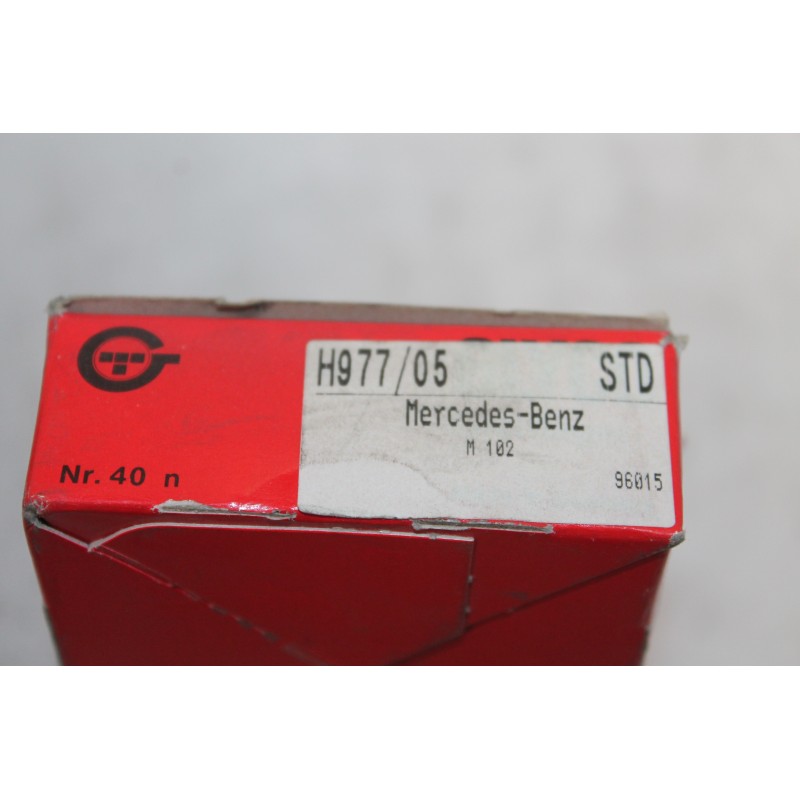 H977/05 STD
Mercedes-Benz
M 102
96015
Nr. 40 n